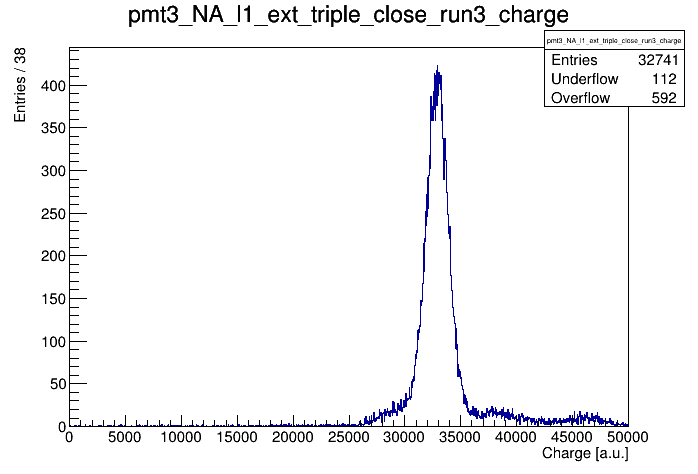 pmt3_NA_l1_ext_triple_close_run3_charge
pmt3_NA_l1_ext_triple_close_run3_charge
Entries 32741
Underflow 112
Overflow 592
Entries / 38
400
350
300
250
200
150
100
50
0
0 5000 10000 15000 20000 25000 30000 35000 40000 45000 50000
Charge [a.u.]